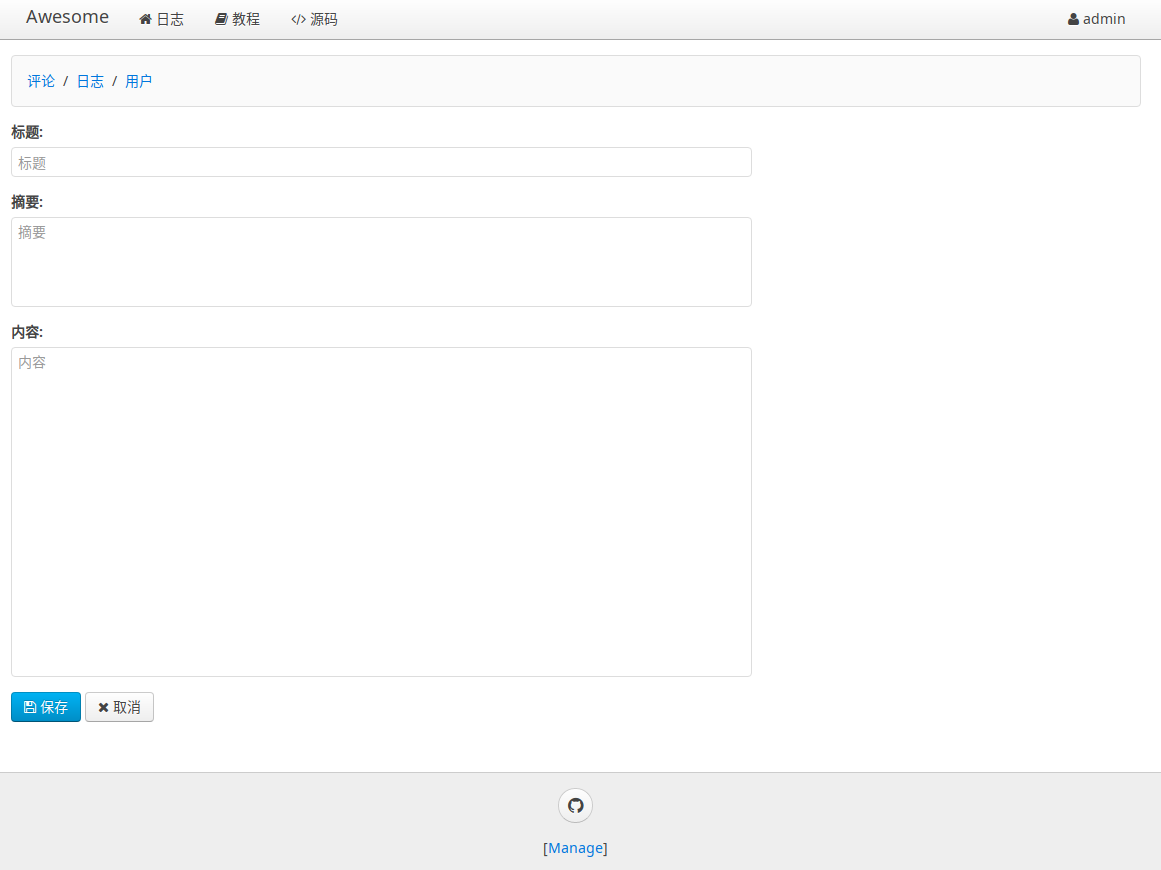 Awesome 日志 教程 </> 源码 admin
评论 / 日志 / 用户
标题:
标题
摘要:
摘要
内容:
内容
保存 取消
[Manage]